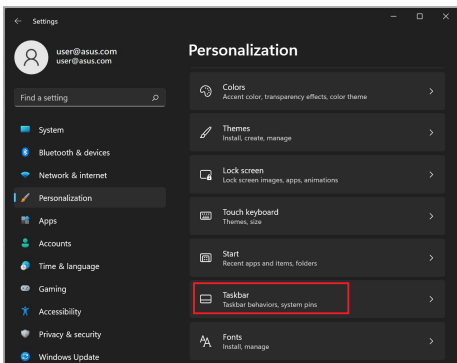 Settings
user@asus.com
user@asus.com
Find a setting
System
Bluetooth & devices
Network & internet
Personalization
Apps
Accounts
Time & language
Gaming
Accessibility
Privacy & security
Windows Update
Personalization
Colors
Accent color, transparency effects, color theme
Themes
Install, create, manage
Lock screen
Lock screen images, apps, animations
Touch keyboard
Themes, size
Start
Recent apps and items, folders
Taskbar
Taskbar behaviors, system pins
Fonts
Install, manage